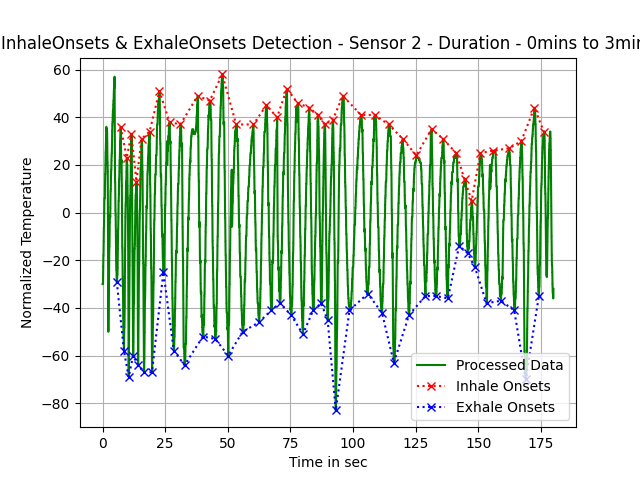 InhaleOnsets & ExhaleOnsets Detection - Sensor 2 - Duration - 0mins to 3min
60
40
20
0
−20
−40
−60
−80
Normalized Temperature
0
25
50
75
100
125
150
175
Time in sec
Processed Data
Inhale Onsets
Exhale Onsets